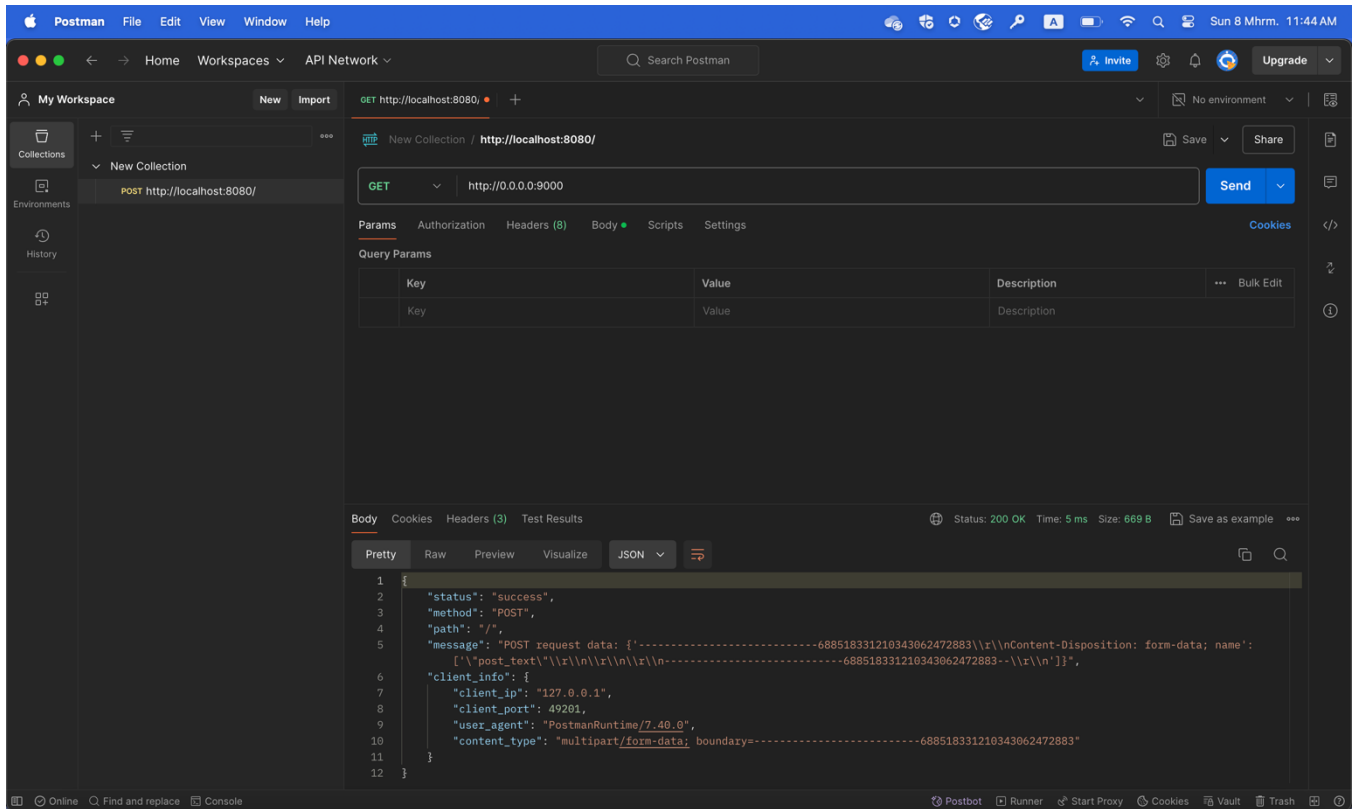 Postman File Edit View Window Help
A
Sun 8 Mhrm. 11:44 AM
Home Workspaces API Network
Search Postman
Invite
Upgrade
My Workspace
New Import
GET http://localhost:8080/
No environment
Collections
New Collection / http://localhost:8080/
Save
Share
New Collection
POST http://localhost:8080/
GET http://0.0.0.0:9000
Send
Environments
Params Authorization Headers (8) Body Scripts Settings
Cookies
History
Query Params
Key Value Description
Bulk Edit
Key Value Description
Body Cookies Headers (3) Test Results
Status: 200 OK Time: 5 ms Size: 669 B
Save as example
Pretty Raw Preview Visualize JSON
1 {
2 "status": "success",
3 "method": "POST",
4 "path": "/",
5 "message": "POST request data: {'----------------------------688518331210343062472883\\r\\nContent-Disposition: form-data; name':
['\"post_text\"\\r\\n\\r\\n\\r\\n----------------------------688518331210343062472883--\\r\\n']}",
6 "client_info": {
7 "client_ip": "127.0.0.1",
8 "client_port": 49201,
9 "user_agent": "PostmanRuntime/7.40.0",
10 "content_type": "multipart/form-data; boundary=--------------------------688518331210343062472883"
11 }
12 }
Online Find and replace Console
Postbot Runner Start Proxy Cookies Vault Trash